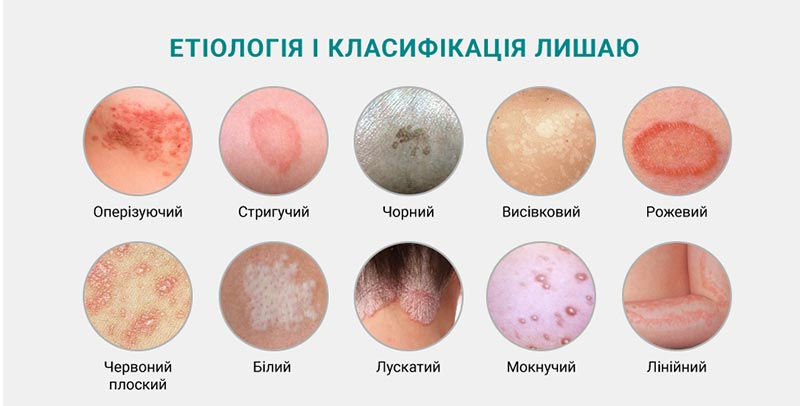 ЕТІОЛОГІЯ І КЛАСИФІКАЦІЯ ЛИШАЮ
Оперізуючий
Стригучий
Чорний
Висівковий
Рожевий
Червоний
плоский
Білий
Лускатий
Мокнучий
Лінійний